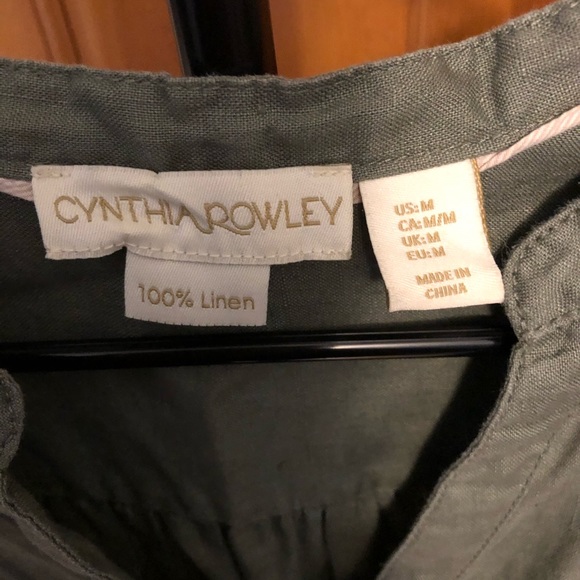 CYNTHIA ROWLEY
100% Linen
US: M
CA: M/M
UK: M
EU: M
MADE IN
CHINA